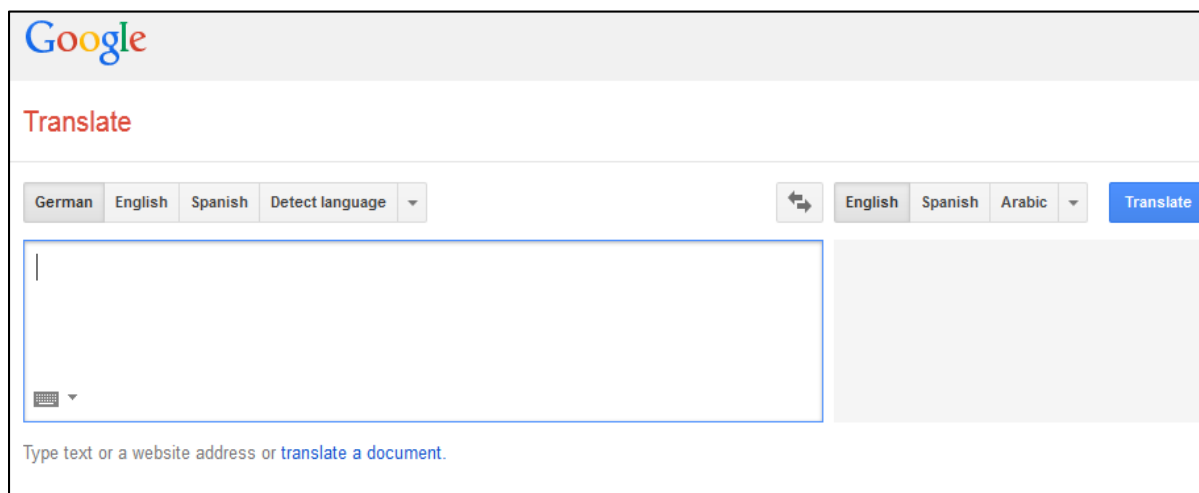 Google
Translate
German English Spanish Detect language English Spanish Arabic Translate
Type text or a website address or translate a document.